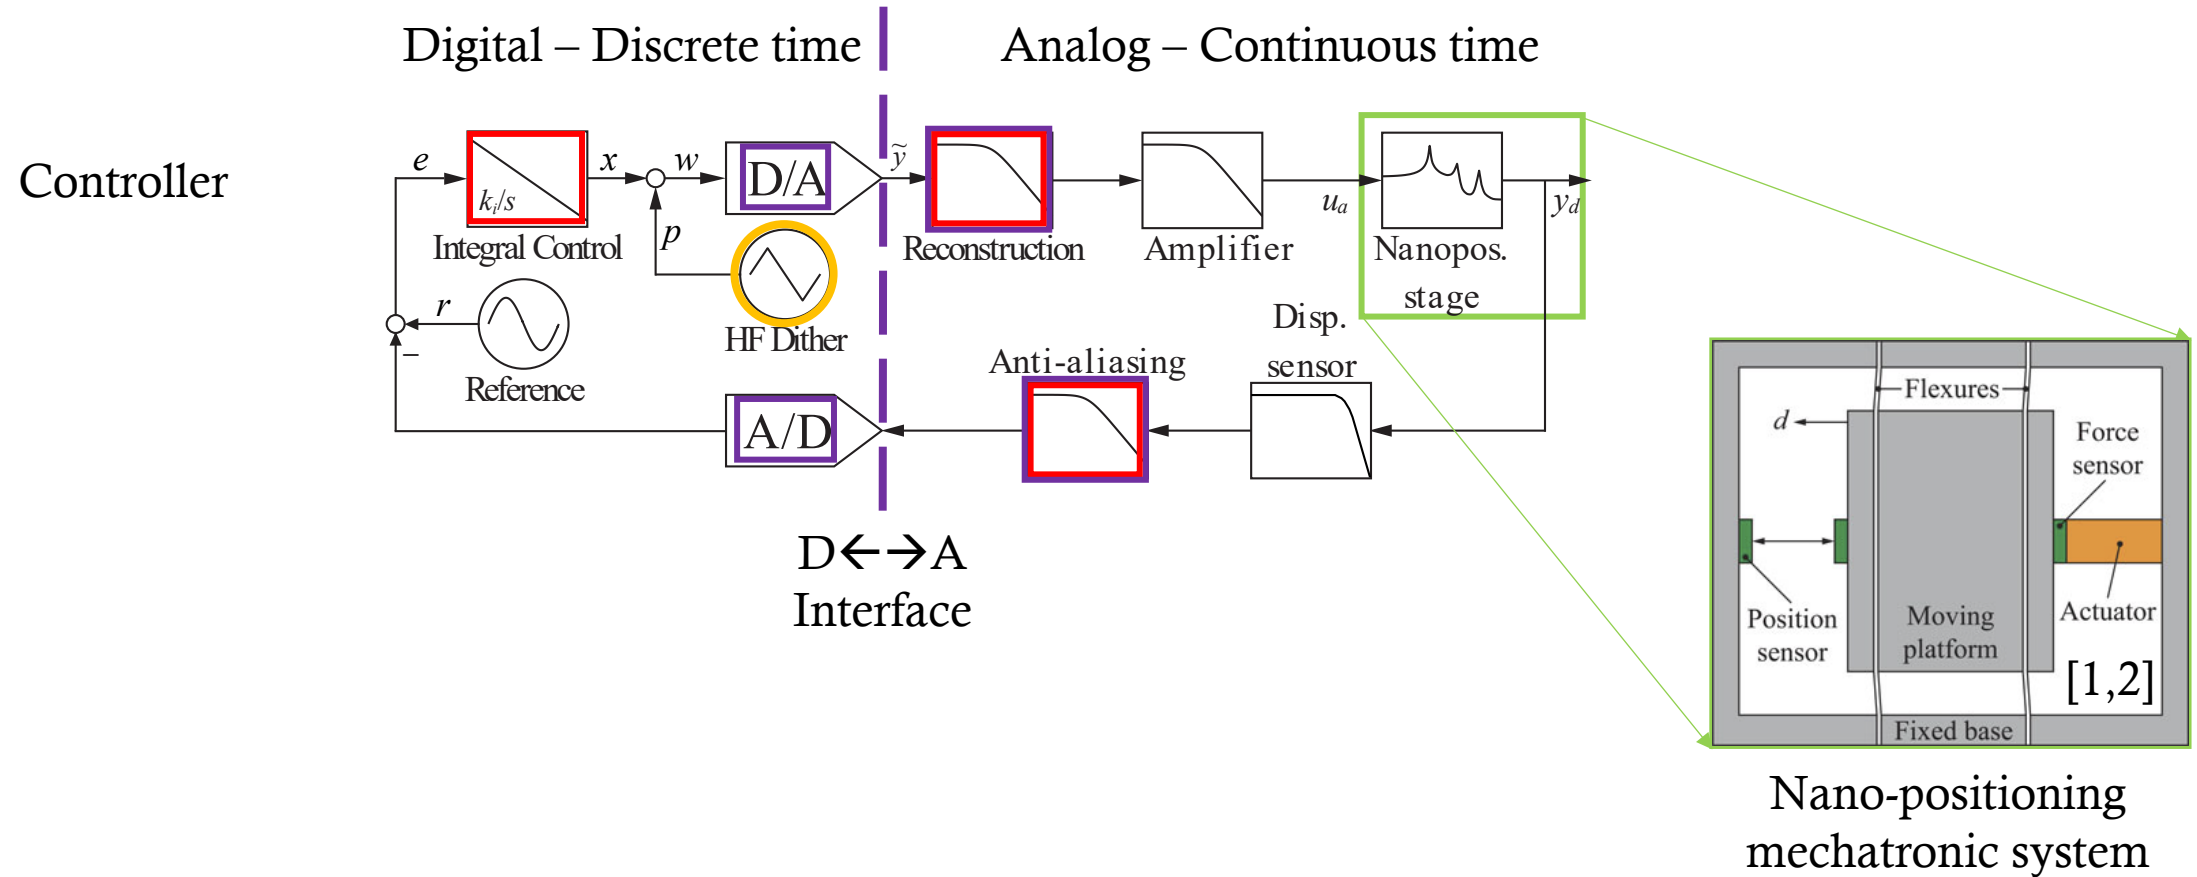 Digital – Discrete time
Analog – Continuous time
Controller
e
k_i/s
x
w
D/A
ỹ
u_a
y_d
Integral Control
p
Reconstruction
Amplifier
Nanopos.
stage
r
HF Dither
Disp.
sensor
–
Reference
Anti-aliasing
A/D
D←→A
Interface
Flexures
d
Force
sensor
Position
sensor
Moving
platform
Actuator
[1,2]
Fixed base
Nano-positioning
mechatronic system